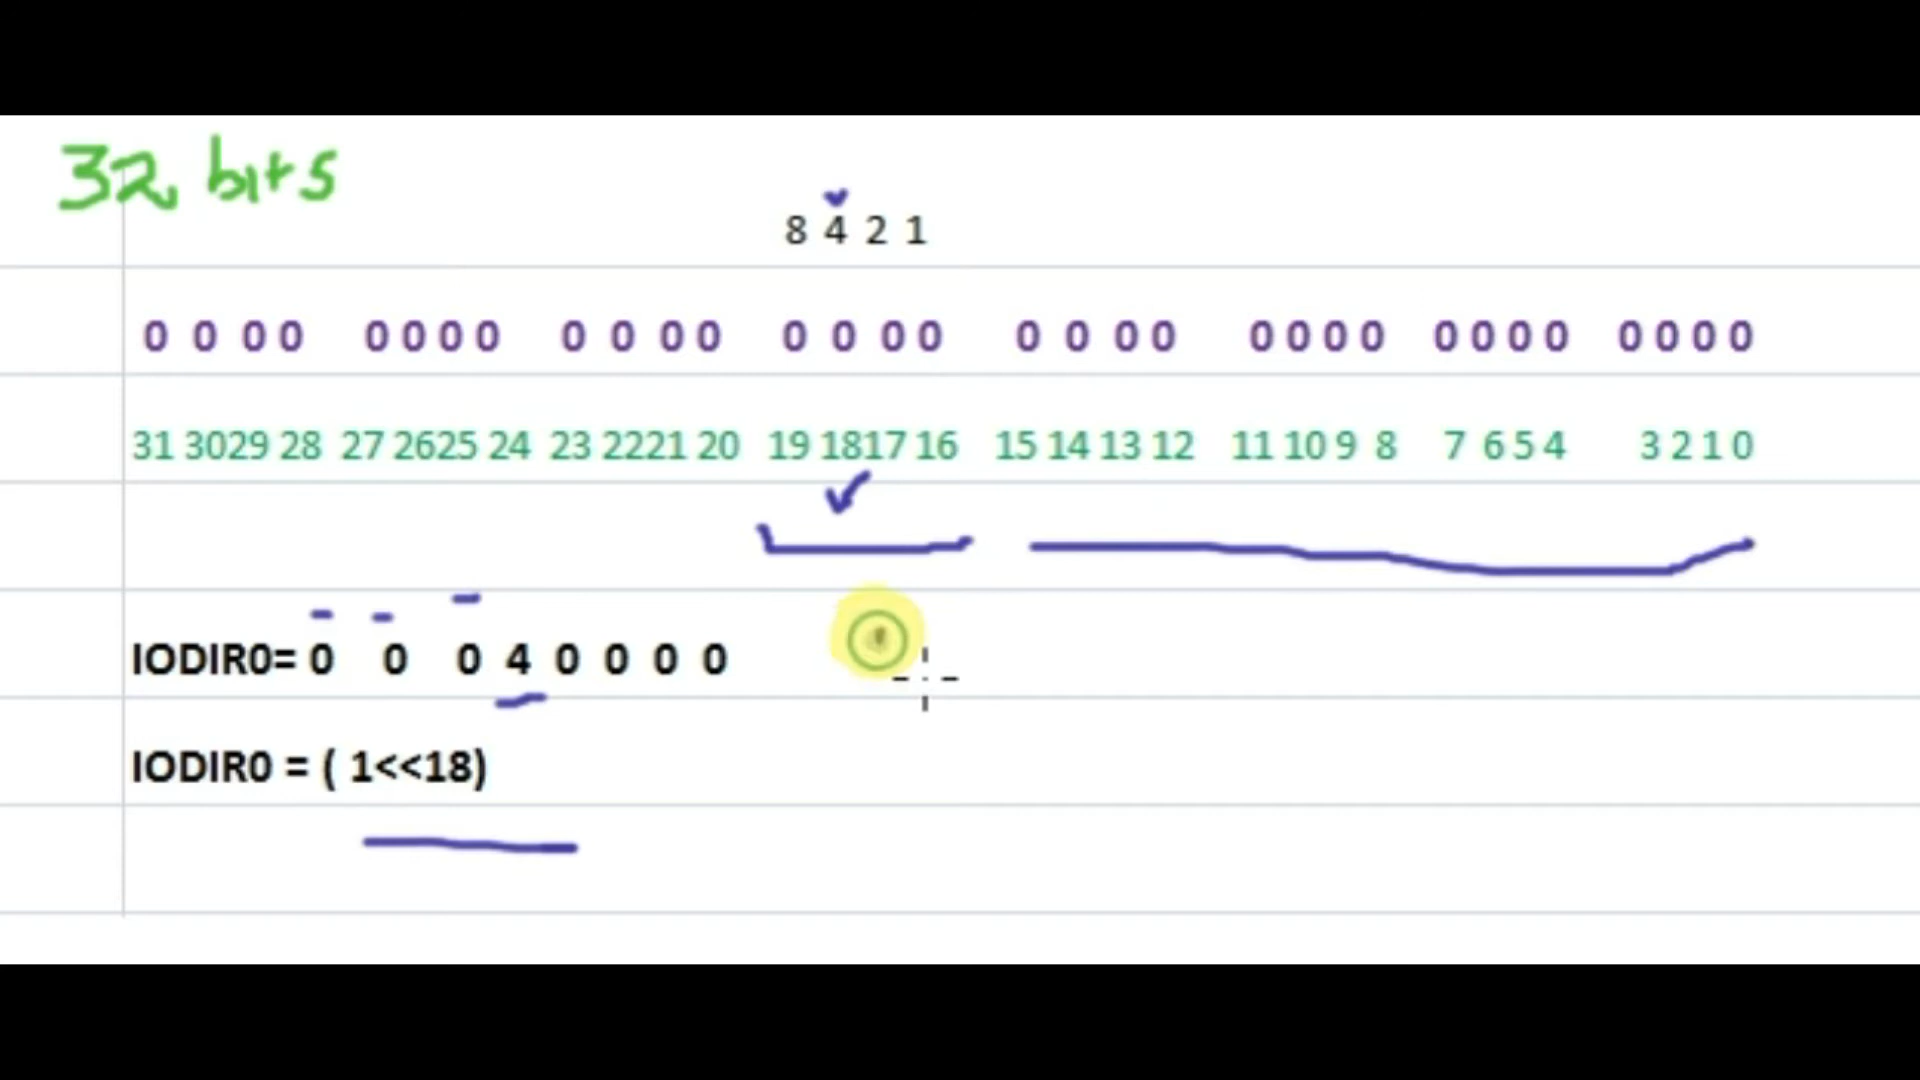 32 bits
8 4 2 1
0 0 0 0 0 0 0 0 0 0 0 0 0 0 0 0 0 0 0 0 0 0 0 0 0 0 0 0 0 0 0 0
31 30 29 28 27 26 25 24 23 22 21 20 19 18 17 16 15 14 13 12 11 10 9 8 7 6 5 4 3 2 1 0
IODIR0= 0 0 0 4 0 0 0 0
IODIR0 = ( 1<<18)